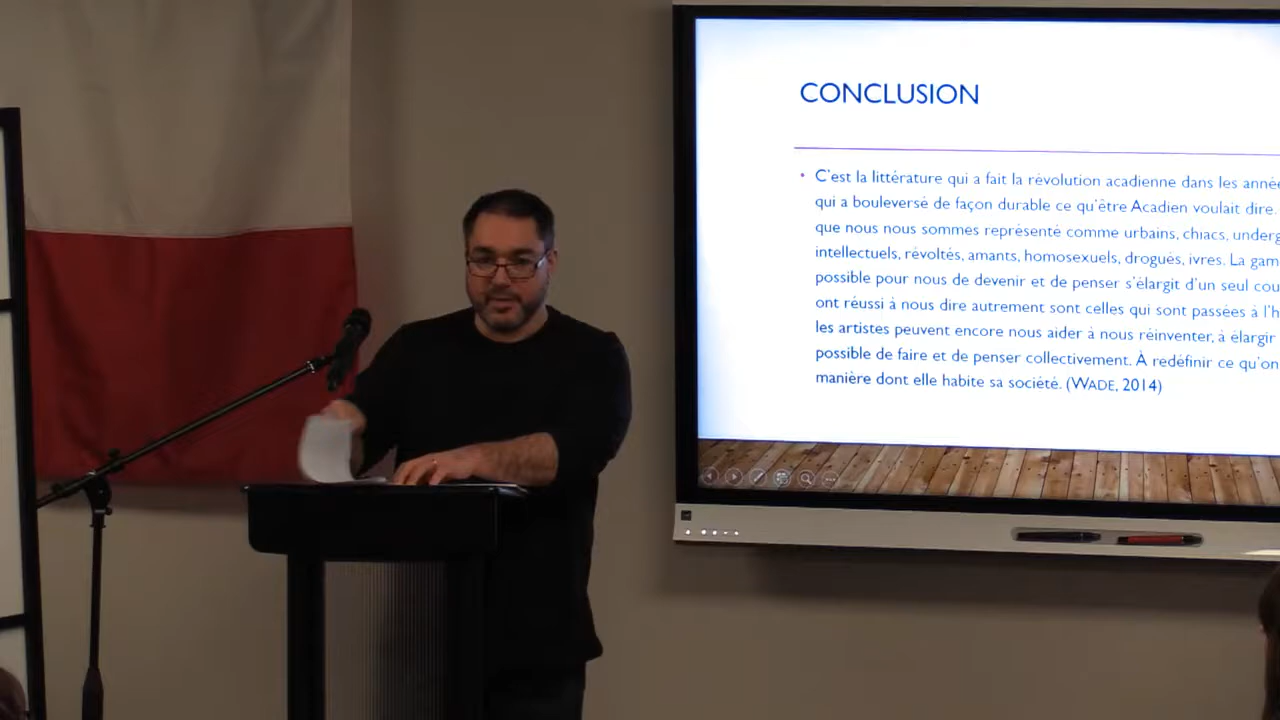 CONCLUSION
• C'est la littérature qui a fait la révolution acadienne dans les
qui a bouleversé de façon durable ce qu'être Acadien voulait dire.
que nous nous sommes représenté comme urbains, chiacs,
intellectuels, révoltés, amants, homosexuels, drogués, ivres. La
possible pour nous de devenir et de penser s'élargit d'un seul
ont réussi à nous dire autrement sont celles qui sont passées à
les artistes peuvent encore nous aider à nous réinventer, à élargir
possible de faire et de penser collectivement. À redéfinir ce qu'on
manière dont elle habite sa société. (WADE, 2014)